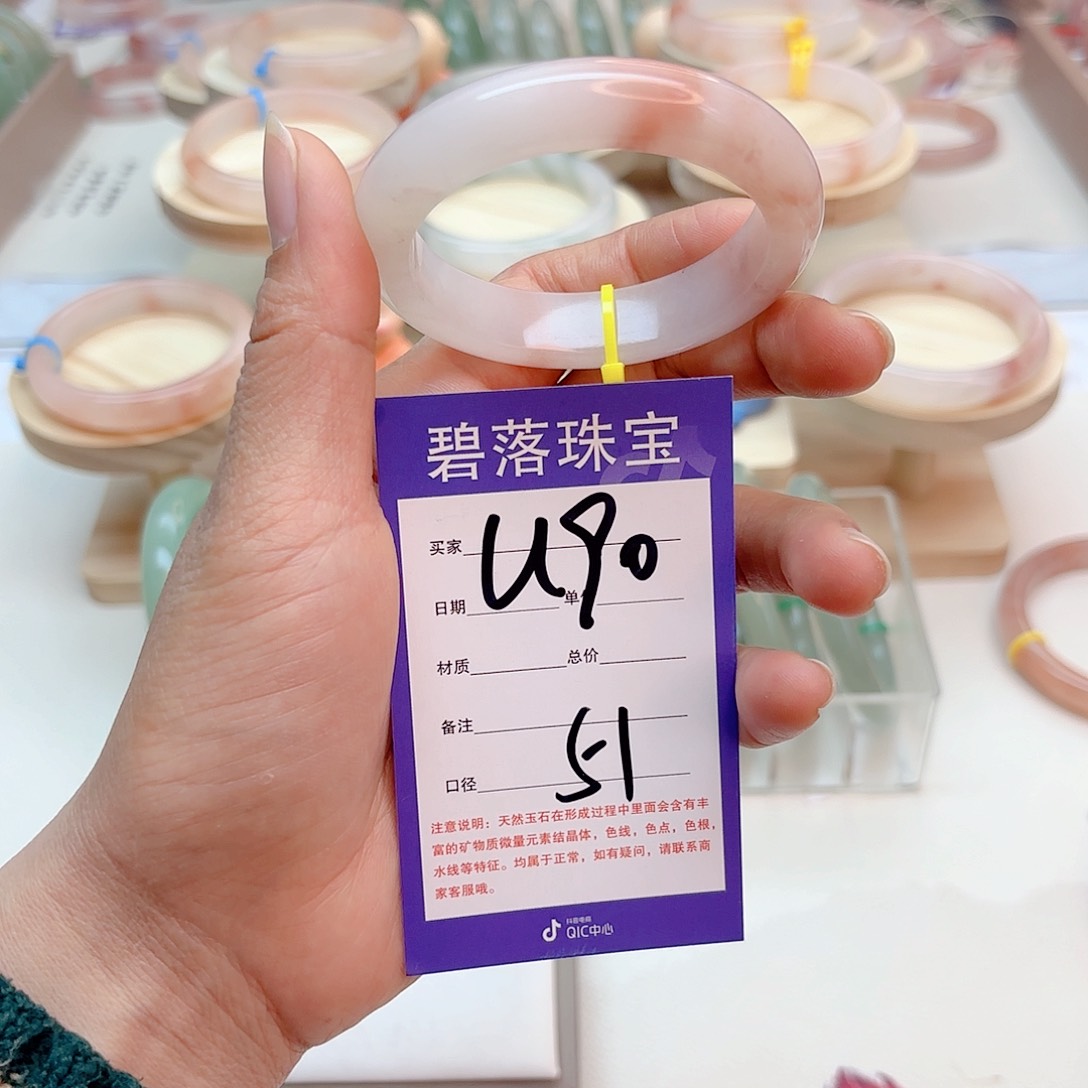 碧落珠宝
买家
U90
日期 单
材质 总价
备注
51
口径
注意说明：天然玉石在形成过程中里面会含有丰
富的矿物质微量元素结晶体，色线，色点，色根，
水线等特征。均属于正常，如有疑问，请联系商
家客服哦。
抖音电商
QIC中心